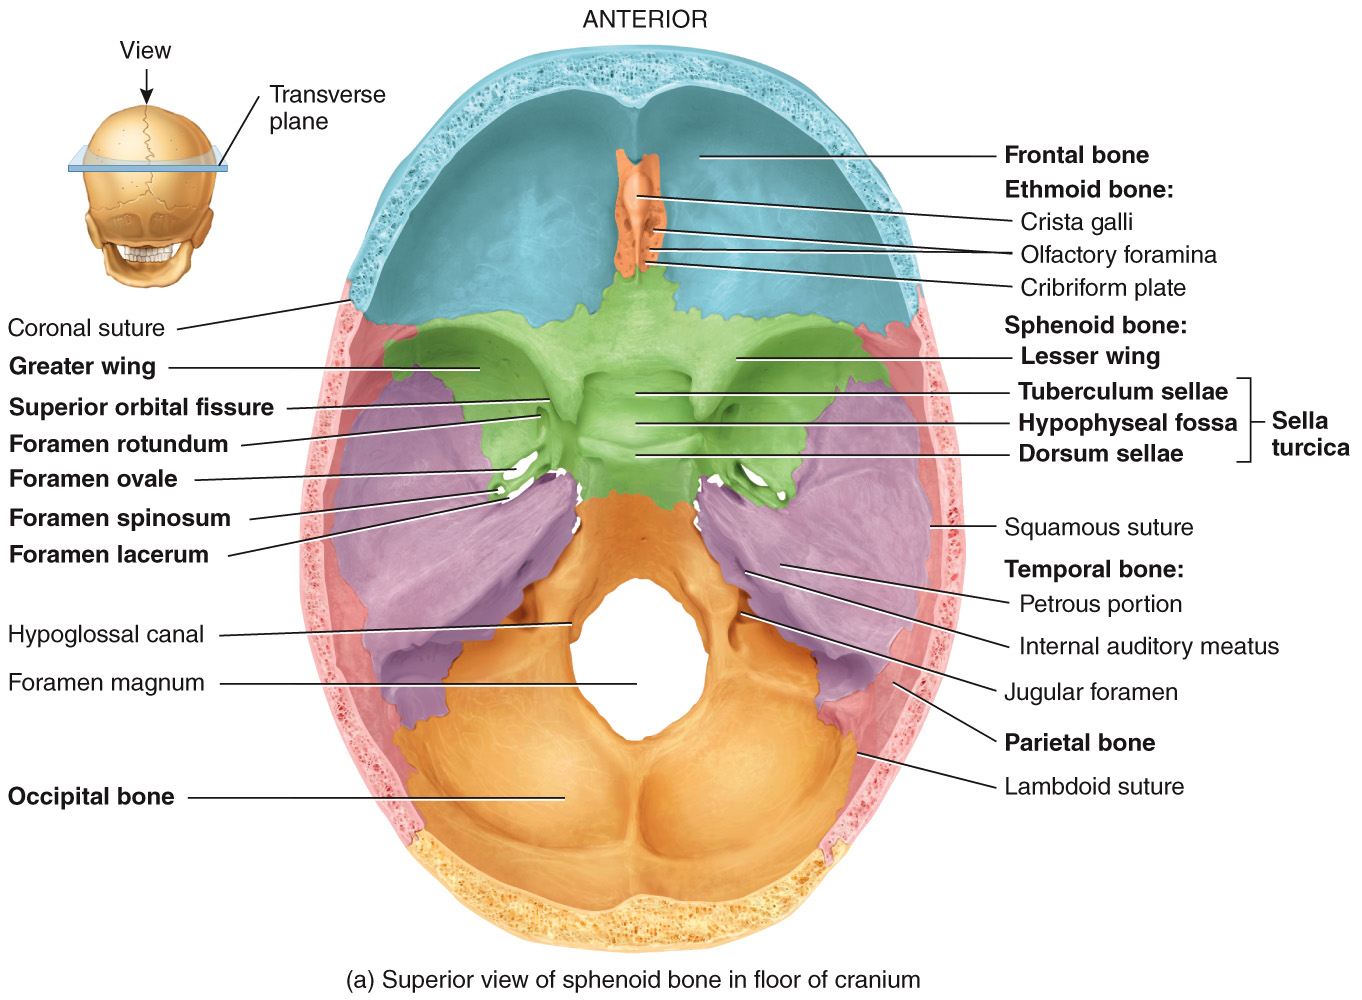 ANTERIOR
View
Transverse
plane
Coronal suture
Greater wing
Superior orbital fissure
Foramen rotundum
Foramen ovale
Foramen spinosum
Foramen lacerum
Hypoglossal canal
Foramen magnum
Occipital bone
Frontal bone
Ethmoid bone:
Crista galli
Olfactory foramina
Cribriform plate
Sphenoid bone:
Lesser wing
Tuberculum sellae
Hypophyseal fossa
Dorsum sellae
Sella
turcica
Squamous suture
Temporal bone:
Petrous portion
Internal auditory meatus
Jugular foramen
Parietal bone
Lambdoid suture
(a) Superior view of sphenoid bone in floor of cranium